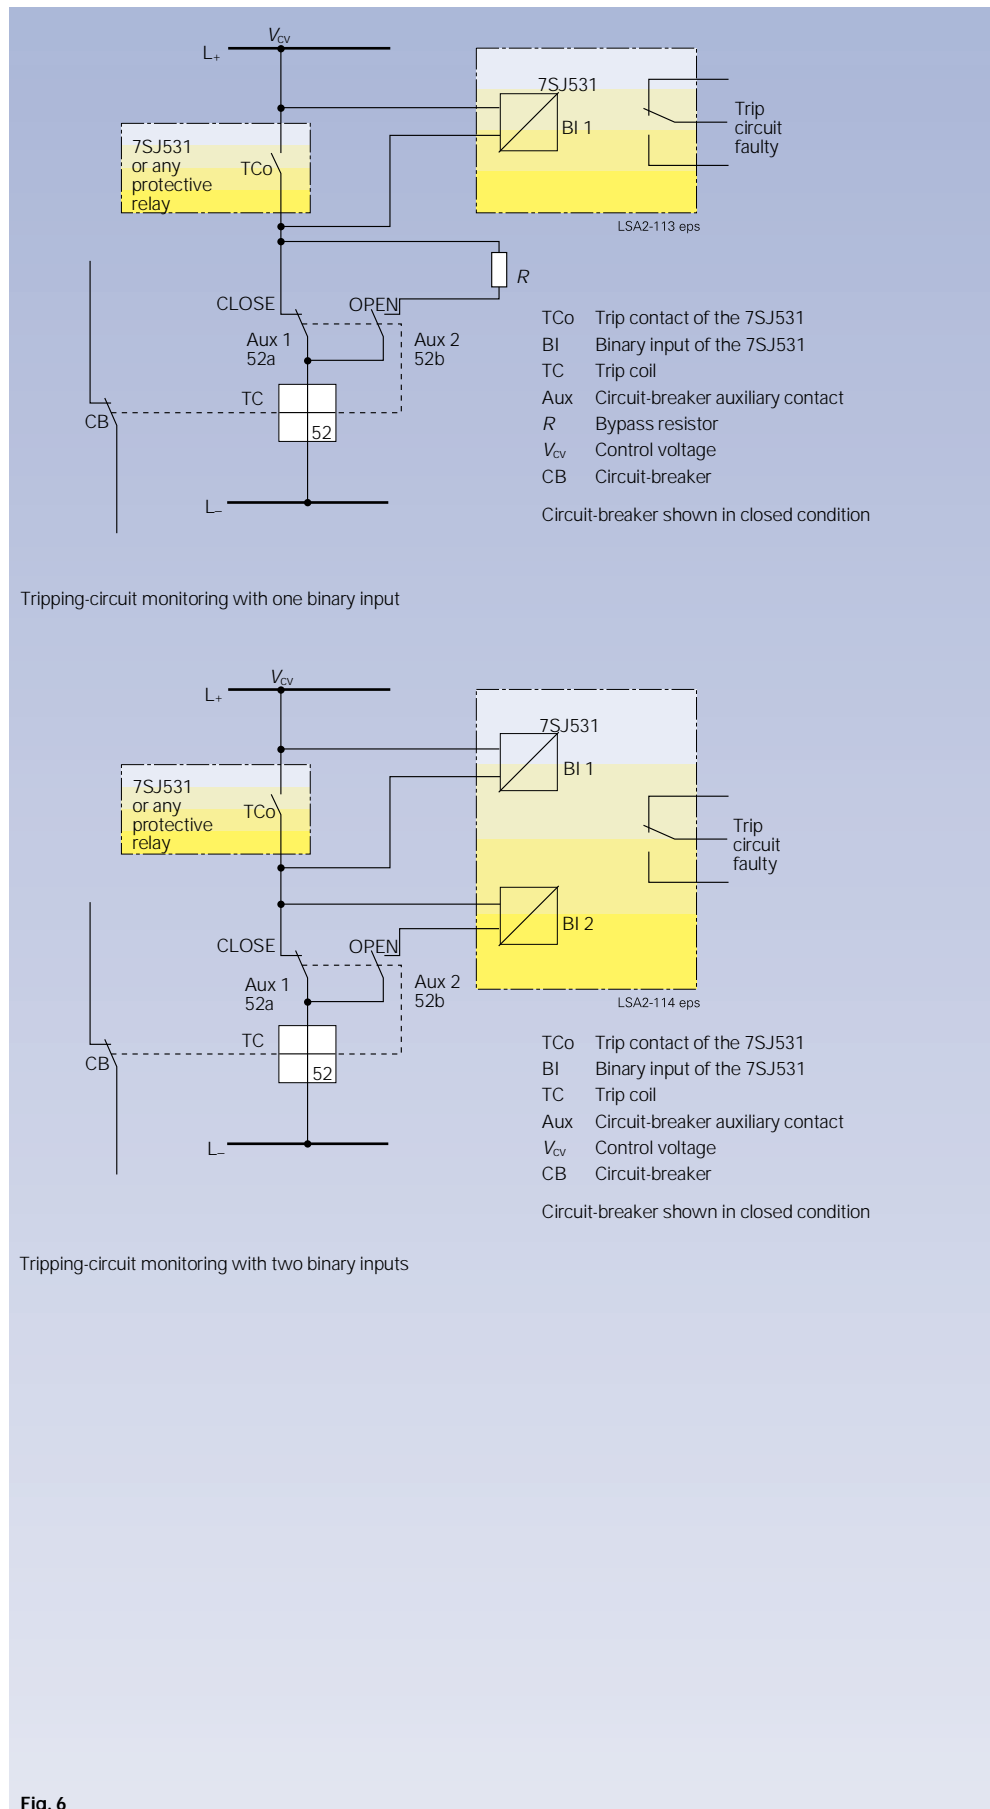 V_cv
L+
7SJ531
BI 1
Trip
circuit
faulty
7SJ531
or any
protective
relay
TCo
LSA2-113 eps
R
CLOSE
OPEN
Aux 1
52a
Aux 2
52b
TC
52
CB
L–
TCo Trip contact of the 7SJ531
BI Binary input of the 7SJ531
TC Trip coil
Aux Circuit-breaker auxiliary contact
R Bypass resistor
V_cv Control voltage
CB Circuit-breaker
Circuit-breaker shown in closed condition
Tripping-circuit monitoring with one binary input
V_cv
L+
7SJ531
BI 1
7SJ531
or any
protective
relay
TCo
Trip
circuit
faulty
BI 2
CLOSE
OPEN
Aux 1
52a
Aux 2
52b
LSA2-114 eps
TC
52
CB
L–
TCo Trip contact of the 7SJ531
BI Binary input of the 7SJ531
TC Trip coil
Aux Circuit-breaker auxiliary contact
V_cv Control voltage
CB Circuit-breaker
Circuit-breaker shown in closed condition
Tripping-circuit monitoring with two binary inputs
Fig. 6